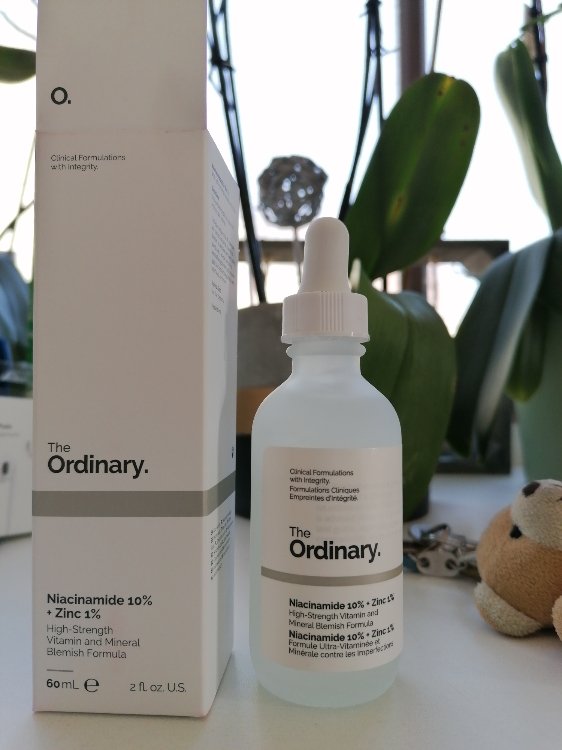 O.
Clinical Formulations
with Integrity.
The
Ordinary.
Niacinamide 10%
+ Zinc 1%
High-Strength
Vitamin and Mineral
Blemish Formula
60 mL ℮ 2 fl. oz. U.S.
Clinical Formulations
with Integrity.
Formulations Cliniques
Empreintes d'Intégrité.
The
Ordinary.
Niacinamide 10% + Zinc 1%
High-Strength Vitamin and
Mineral Blemish Formula
Niacinamide 10% + Zinc 1%
Formule Ultra-Vitaminée et
Minérale contre les Imperfections